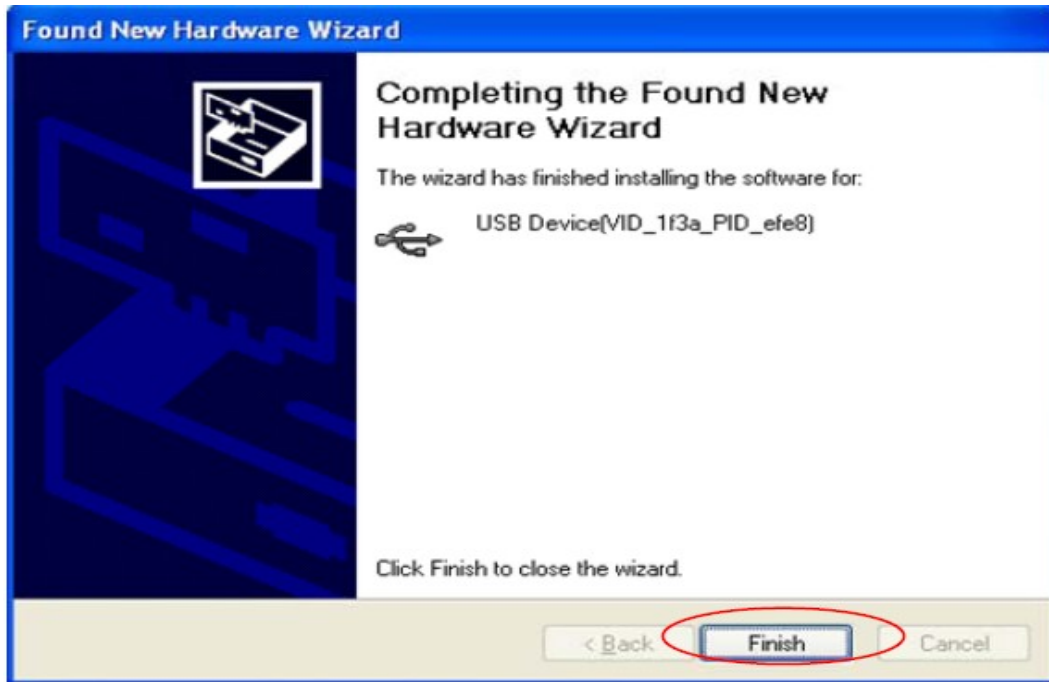 Found New Hardware Wizard
Completing the Found New
Hardware Wizard
The wizard has finished installing the software for:
USB Device(VID_1f3a_PID_efe8)
Click Finish to close the wizard.
< Back
Finish
Cancel